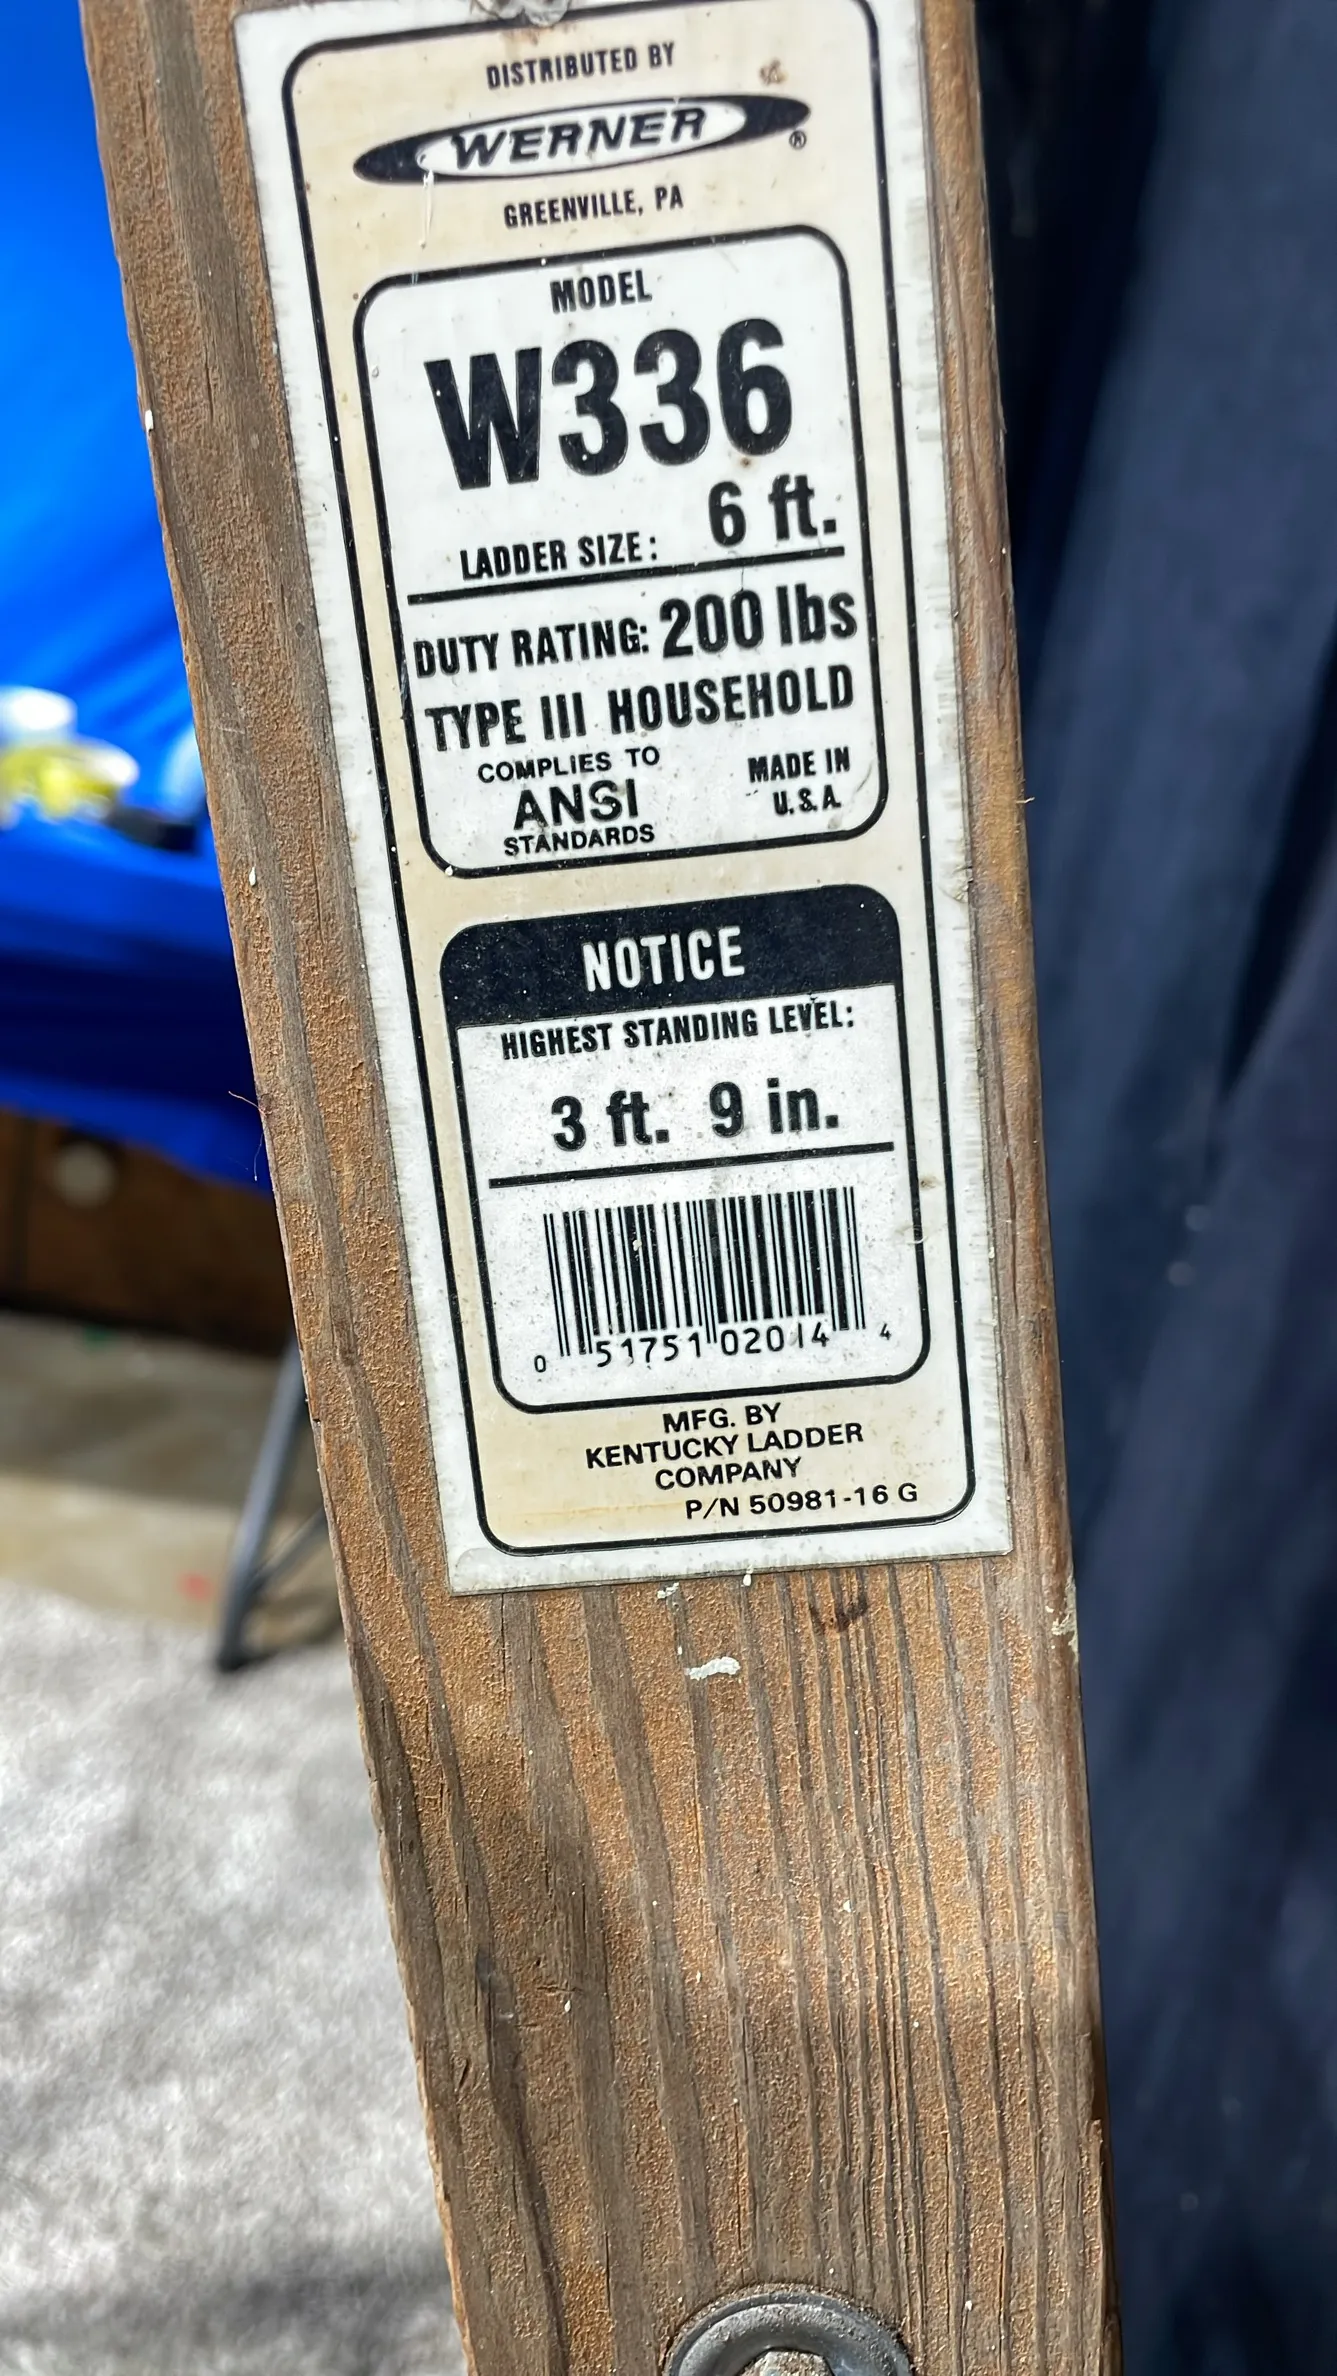 DISTRIBUTED BY
WERNER®
GREENVILLE, PA
MODEL
W336
LADDER SIZE: 6 ft.
DUTY RATING: 200 lbs
TYPE III HOUSEHOLD
COMPLIES TO
ANSI
STANDARDS
MADE IN
U.S.A.
NOTICE
HIGHEST STANDING LEVEL:
3 ft. 9 in.
0 51751 02014 4
MFG. BY
KENTUCKY LADDER
COMPANY
P/N 50981-16 G